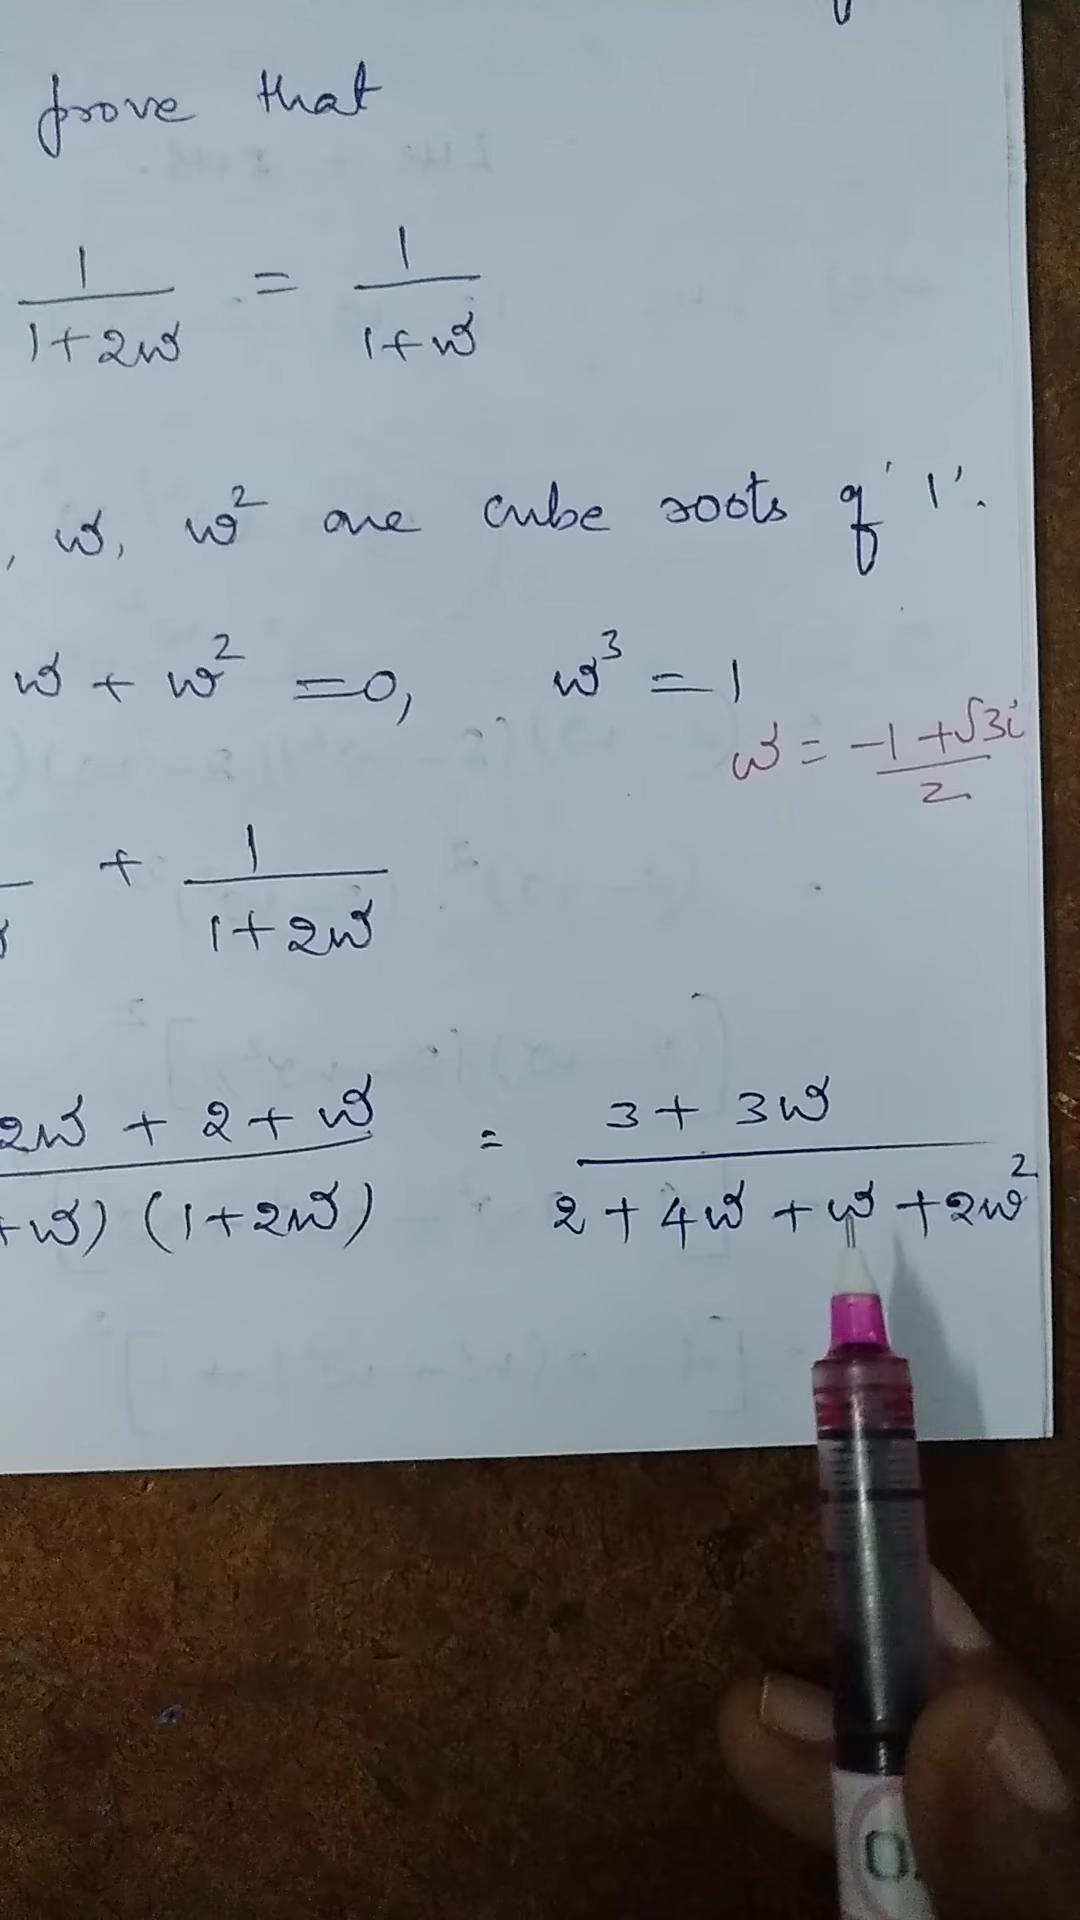 prove that
1/(1+2ω) = 1/(1+ω)
, ω, ω² are cube roots of '1'.
ω + ω² = 0, ω³ = 1
ω = (-1+√3i)/2
+ 1/(1+2ω)
(2ω + 2 + ω)/(+ω)(1+2ω) = (3 + 3ω)/(2 + 4ω + ω + 2ω²)